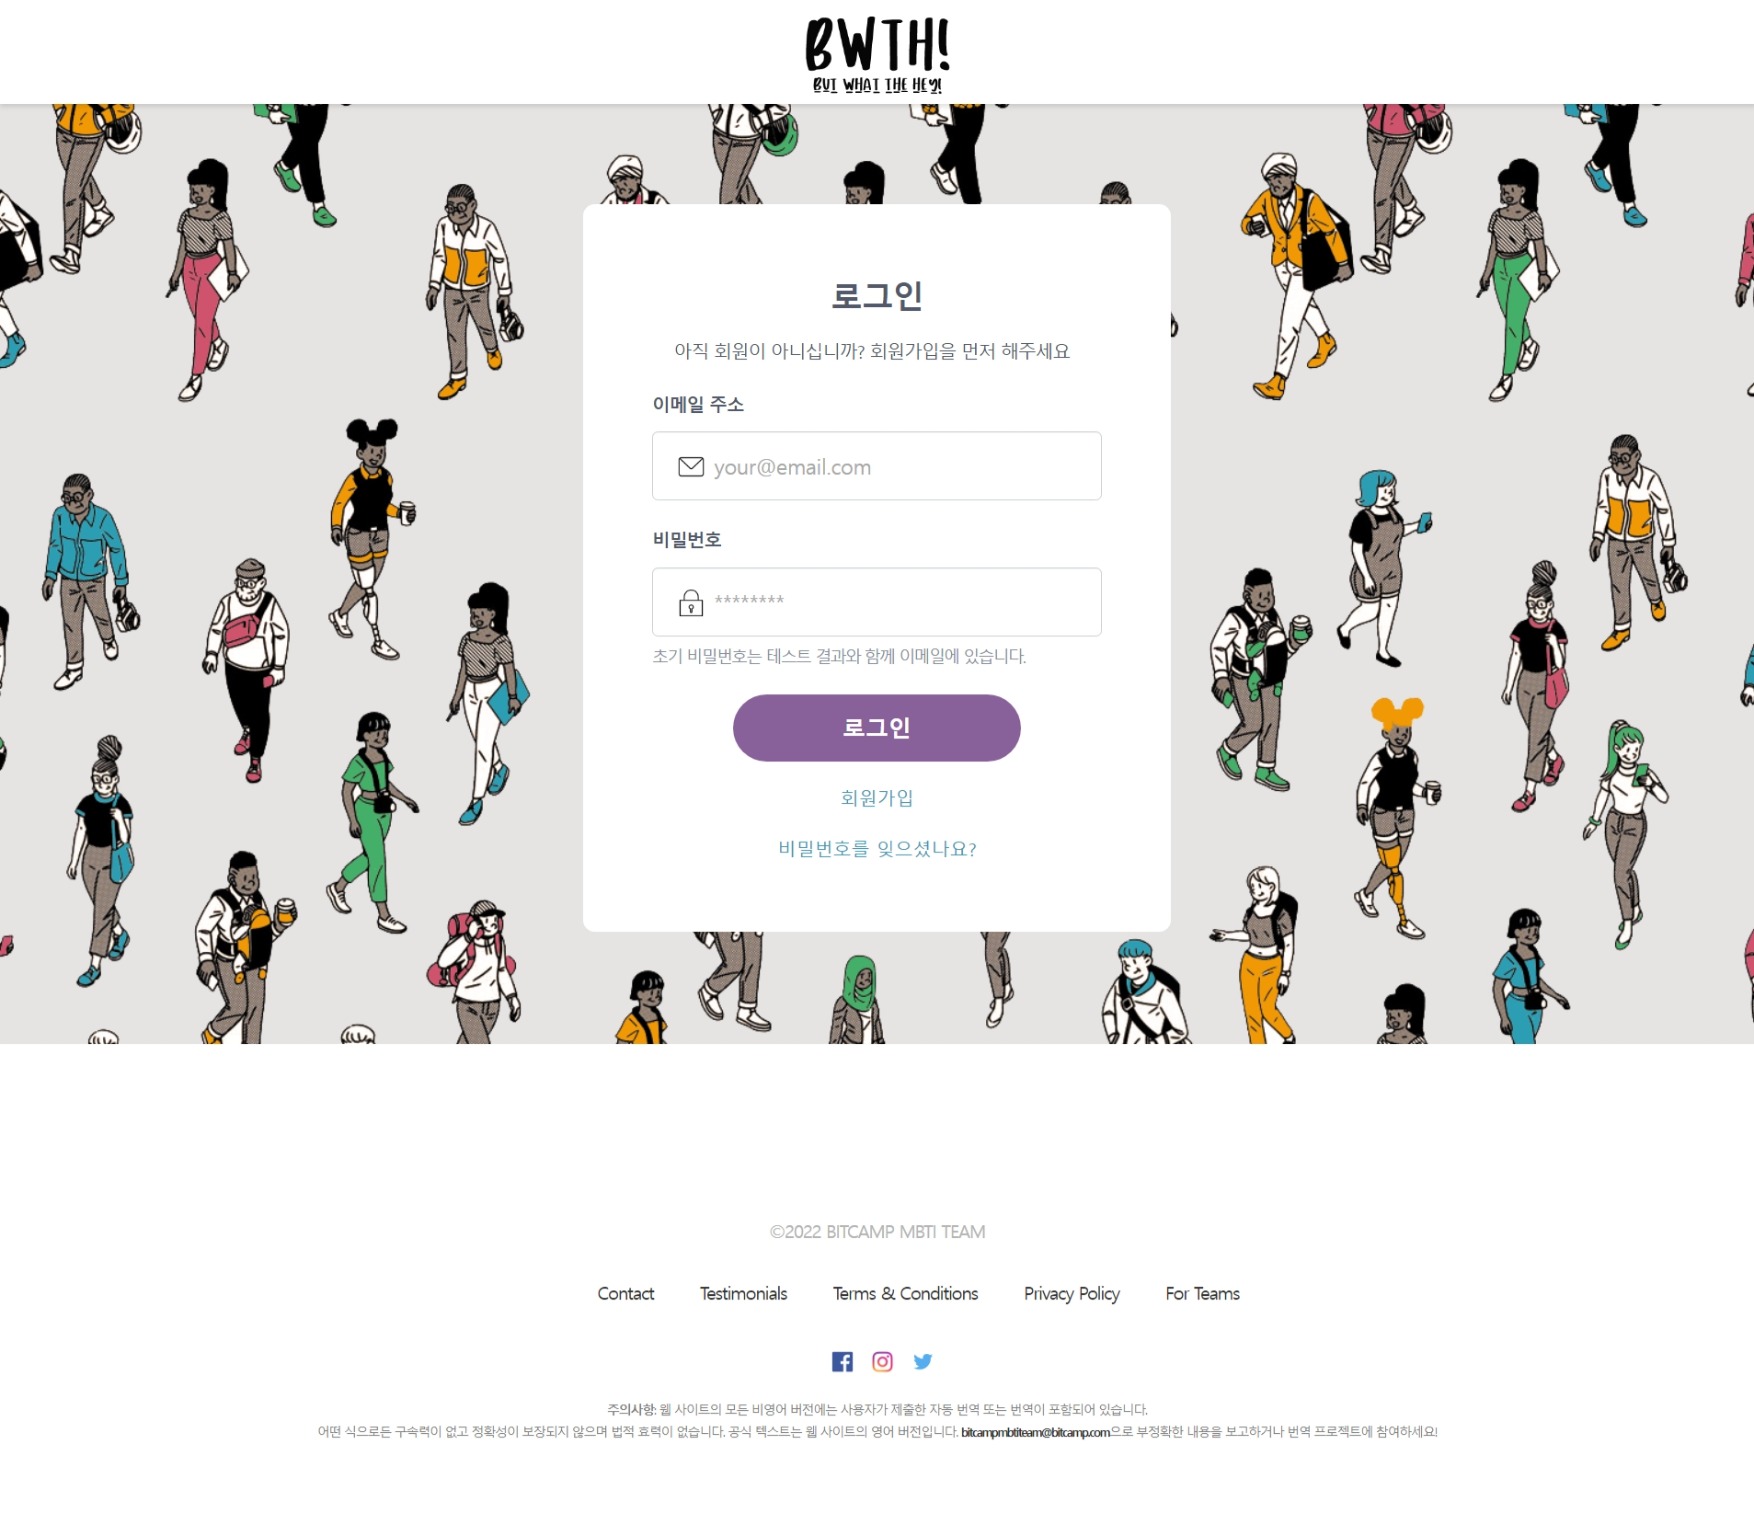 BWTH!
BUT WHAT THE HEY!
로그인
아직 회원이 아니십니까? 회원가입을 먼저 해주세요
이메일 주소
your@email.com
비밀번호
********
초기 비밀번호는 테스트 결과와 함께 이메일에 있습니다.
로그인
회원가입
비밀번호를 잊으셨나요?
©2022 BITCAMP MBTI TEAM
Contact Testimonials Terms & Conditions Privacy Policy For Teams
주의사항: 웹 사이트의 모든 비영어 버전에는 사용자가 제출한 자동 번역 또는 번역이 포함되어 있습니다.
어떤 식으로든 구속력이 없고 정확성이 보장되지 않으며 법적 효력이 없습니다. 공식 텍스트는 웹 사이트의 영어 버전입니다. bitcampmbtiteam@bitcamp.com으로 부정확한 내용을 보고하거나 번역 프로젝트에 참여하세요!